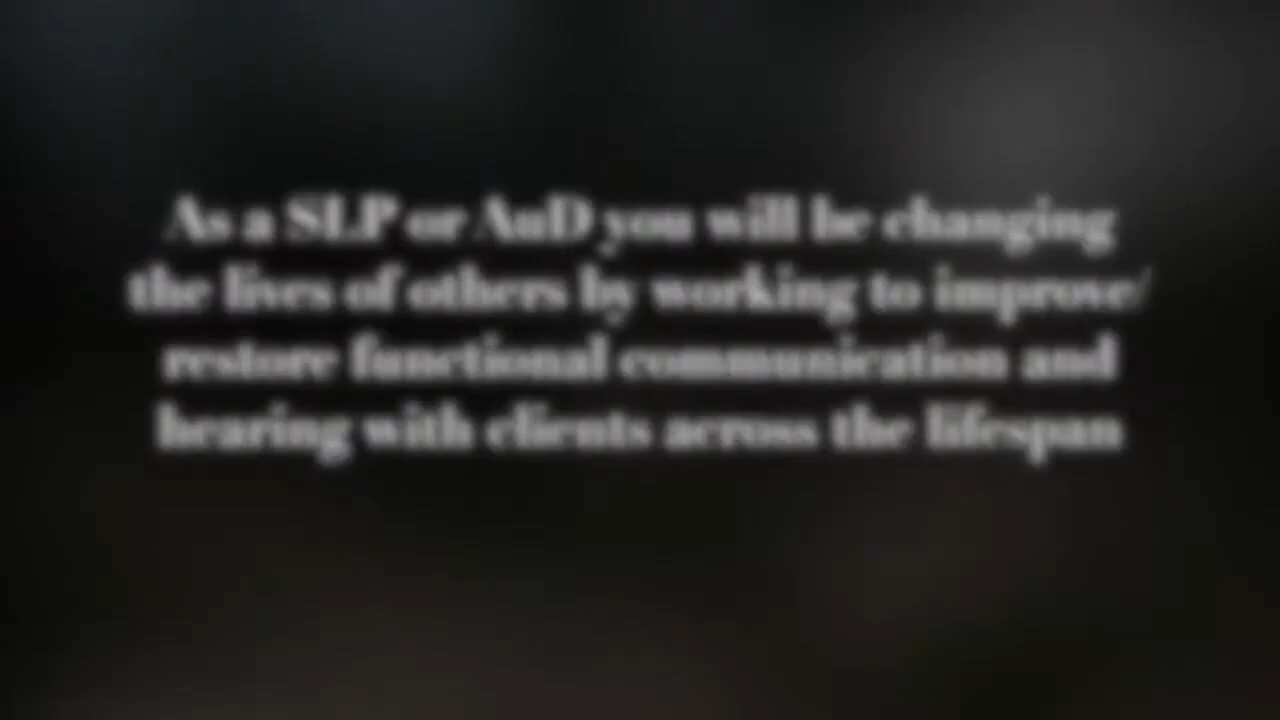 As a SLP or AuD you will be changing
the lives of others by working to improve/
restore functional communication and
hearing with clients across the lifespan